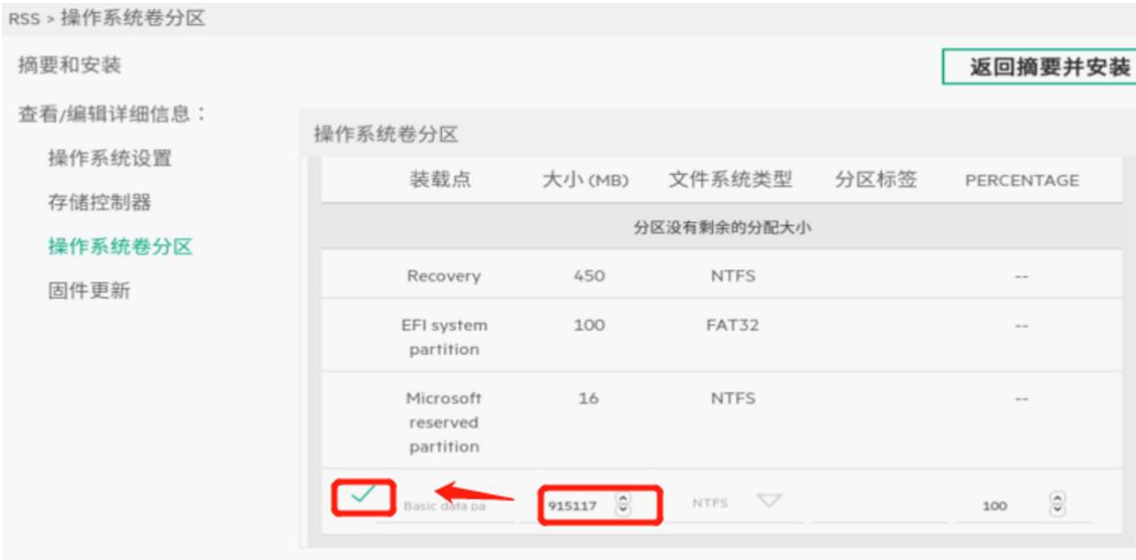 RSS > 操作系统卷分区
摘要和安装
返回摘要并安装
查看/编辑详细信息：
操作系统设置
存储控制器
操作系统卷分区
固件更新
操作系统卷分区
装载点 大小 (MB) 文件系统类型 分区标签 PERCENTAGE
分区没有剩余的分配大小
Recovery 450 NTFS --
EFI system 100 FAT32 --
partition
Microsoft 16 NTFS --
reserved
partition
Basic data pa 915117 NTFS 100